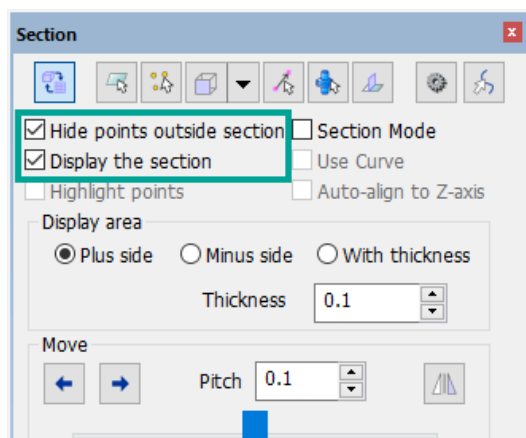 Section
Hide points outside section Section Mode
Display the section Use Curve
Highlight points Auto-align to Z-axis
Display area
Plus side Minus side With thickness
Thickness 0.1
Move
Pitch 0.1